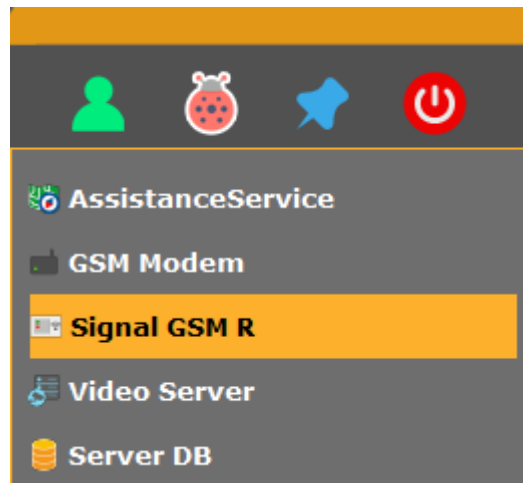 AssistanceService
GSM Modem
Signal GSM R
Video Server
Server DB